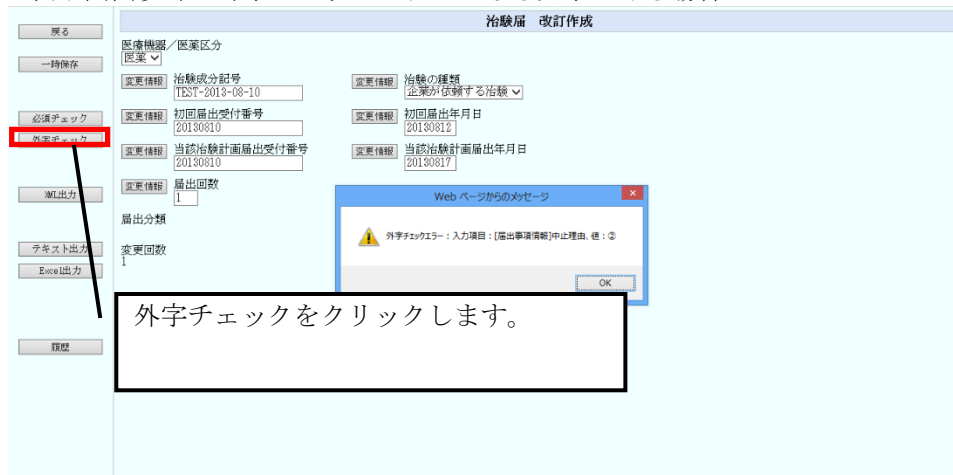 治験届 改訂作成
戻る
医療機器／医薬区分
医薬
一時保存
変更情報 治験成分記号
TEST-2013-08-10
変更情報 治験の種類
企業が依頼する治験
必須チェック
変更情報 初回届出受付番号
20130810
変更情報 初回届出年月日
20130812
外字チェック
変更情報 当該治験計画届出受付番号
20130810
変更情報 当該治験計画届出年月日
20130817
XML出力
変更情報 届出回数
1
Web ページからのメッセージ
届出分類
外字チェックエラー：入力項目：[届出事項情報]中止理由、値：②
テキスト出力
変更回数
1
Excel出力
OK
外字チェックをクリックします。
履歴